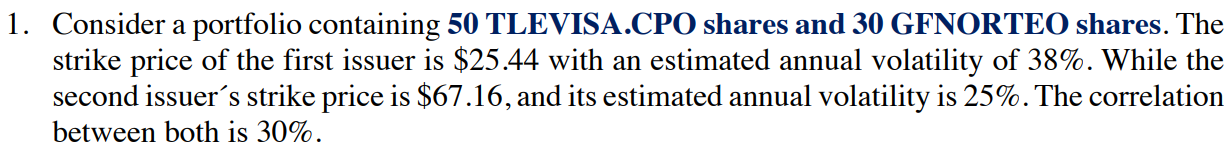 1. Consider a portfolio containing 50 TLEVISA.CPO shares and 30 GFNORTEO shares. The
strike price of the first issuer is $25.44 with an estimated annual volatility of 38%. While the
second issuer´s strike price is $67.16, and its estimated annual volatility is 25%. The correlation
between both is 30%.